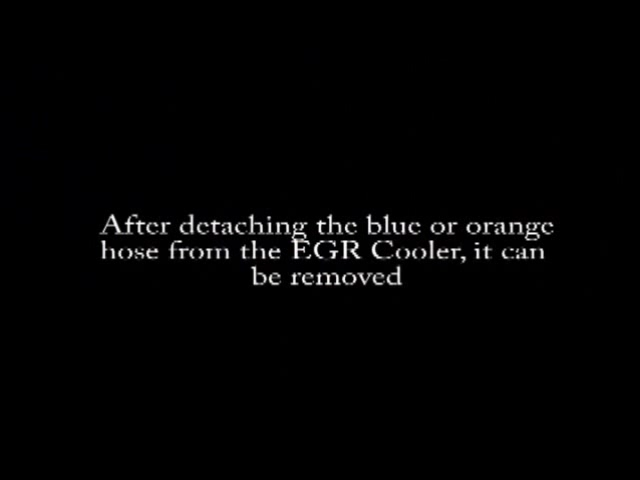 After detaching the blue or orange
hose from the EGR Cooler, it can
be removed